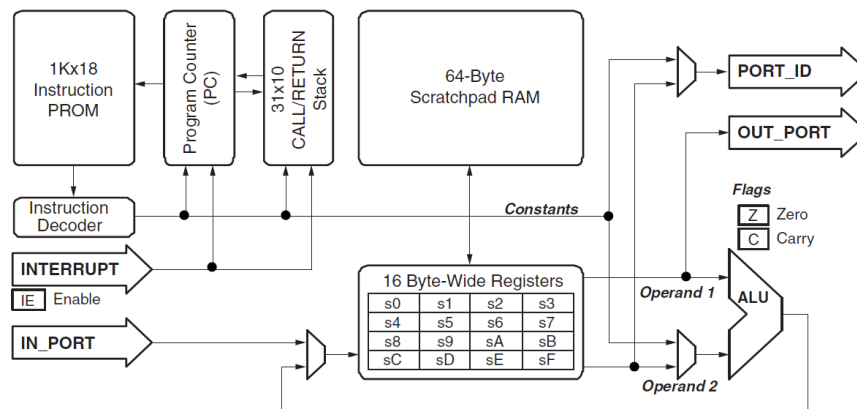 1Kx18
Instruction
PROM
Program Counter
(PC)
31x10
CALL/RETURN
Stack
64-Byte
Scratchpad RAM
PORT_ID
OUT_PORT
Instruction
Decoder
Constants
Flags
Z Zero
C Carry
INTERRUPT
IE Enable
IN_PORT
16 Byte-Wide Registers
s0 s1 s2 s3
s4 s5 s6 s7
s8 s9 sA sB
sC sD sE sF
Operand 1
ALU
Operand 2